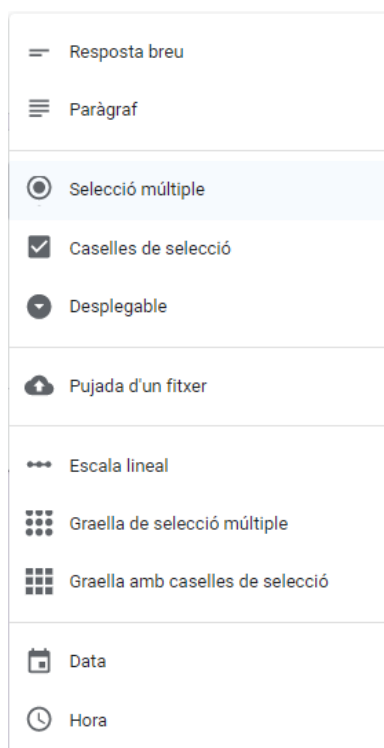 Resposta breu
Paràgraf
Selecció múltiple
Caselles de selecció
Desplegable
Pujada d'un fitxer
Escala lineal
Graella de selecció múltiple
Graella amb caselles de selecció
Data
Hora